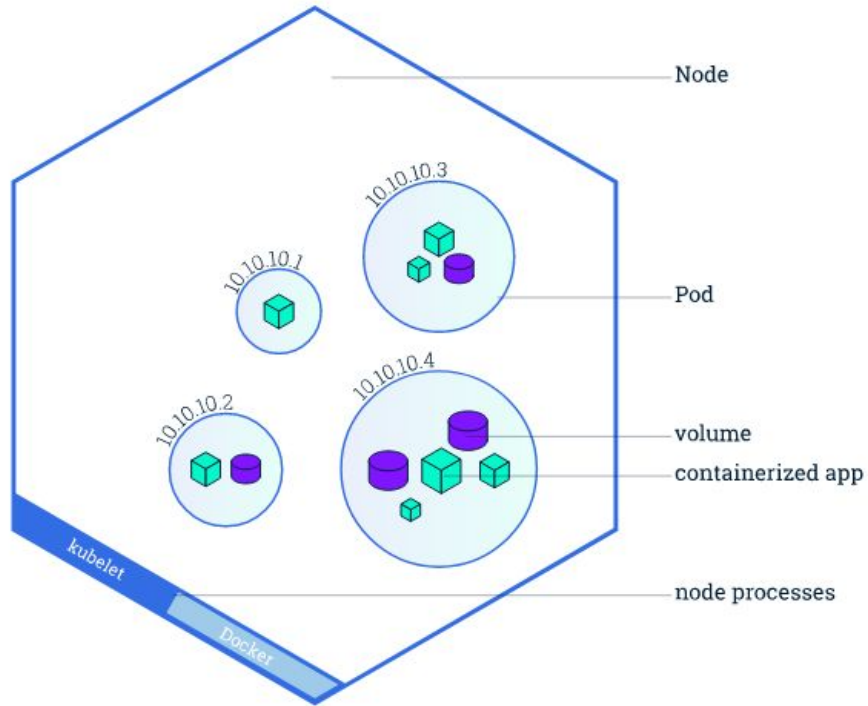 Node
10.10.10.3
10.10.10.1
Pod
10.10.10.4
10.10.10.2
volume
containerized app
kubelet
node processes
Docker